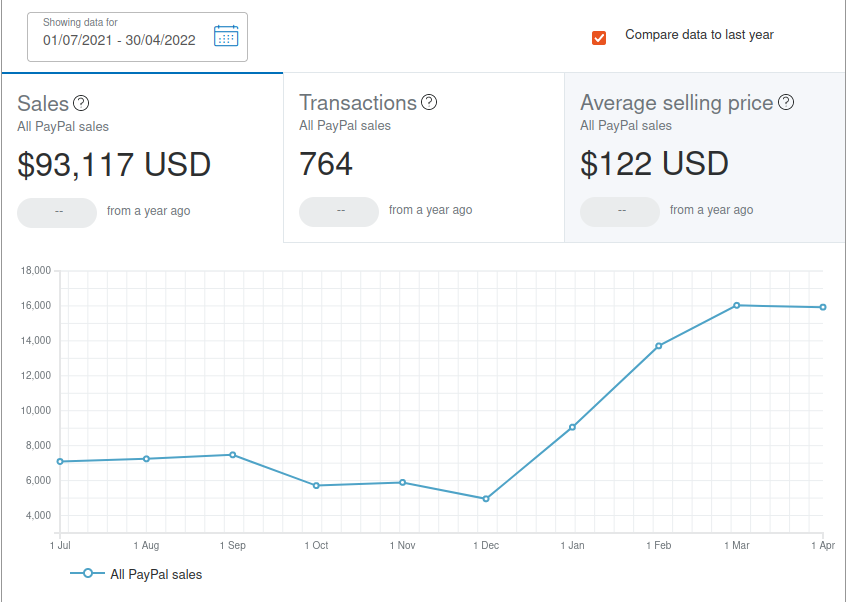 Showing data for
01/07/2021 - 30/04/2022
Compare data to last year
Sales ?
All PayPal sales
$93,117 USD
-- from a year ago
Transactions ?
All PayPal sales
764
-- from a year ago
Average selling price ?
All PayPal sales
$122 USD
-- from a year ago
18,000
16,000
14,000
12,000
10,000
8,000
6,000
4,000
1 Jul 1 Aug 1 Sep 1 Oct 1 Nov 1 Dec 1 Jan 1 Feb 1 Mar 1 Apr
All PayPal sales